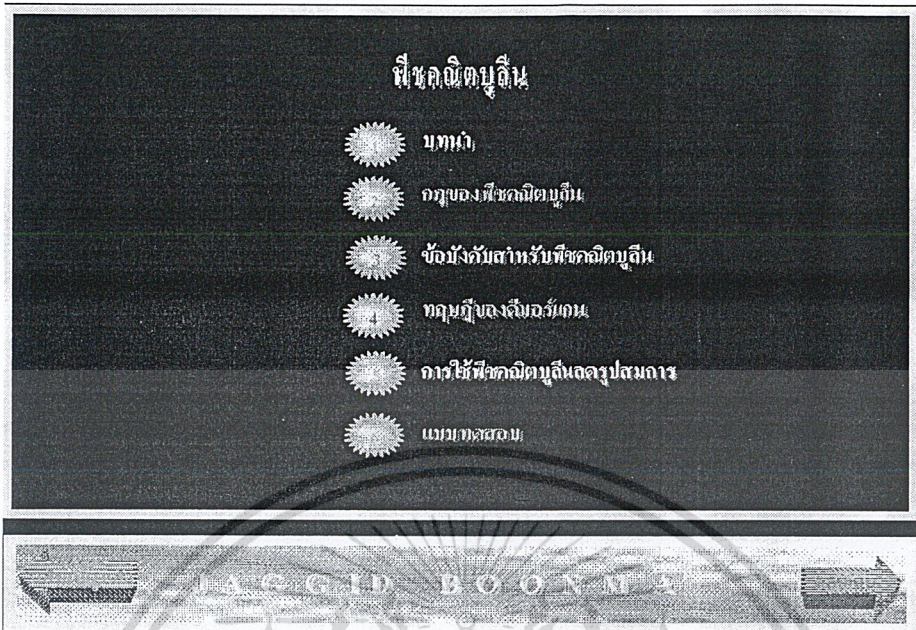 พีชคณิตบูลีน
บทนำ
กฎของพีชคณิตบูลีน
3 ข้อบังคับสำหรับพีชคณิตบูลีน
4 ทฤษฎีของดีมอร์แกน
การใช้พีชคณิตบูลีนลดรูปสมการ
แบบทดสอบ